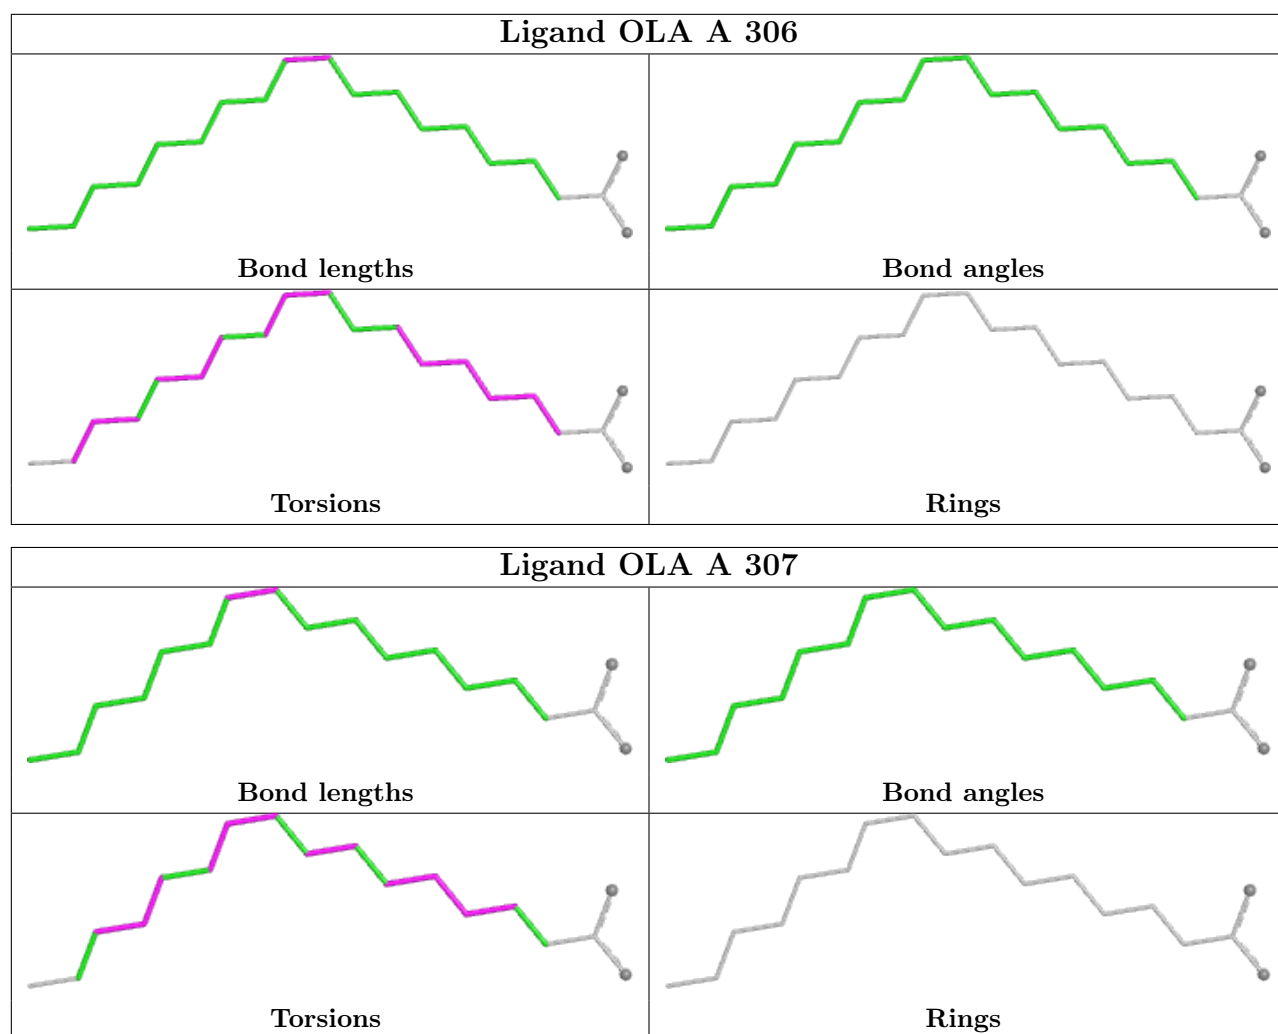 Ligand OLA A 306
Bond lengths
Bond angles
Torsions
Rings
Ligand OLA A 307
Bond lengths
Bond angles
Torsions
Rings